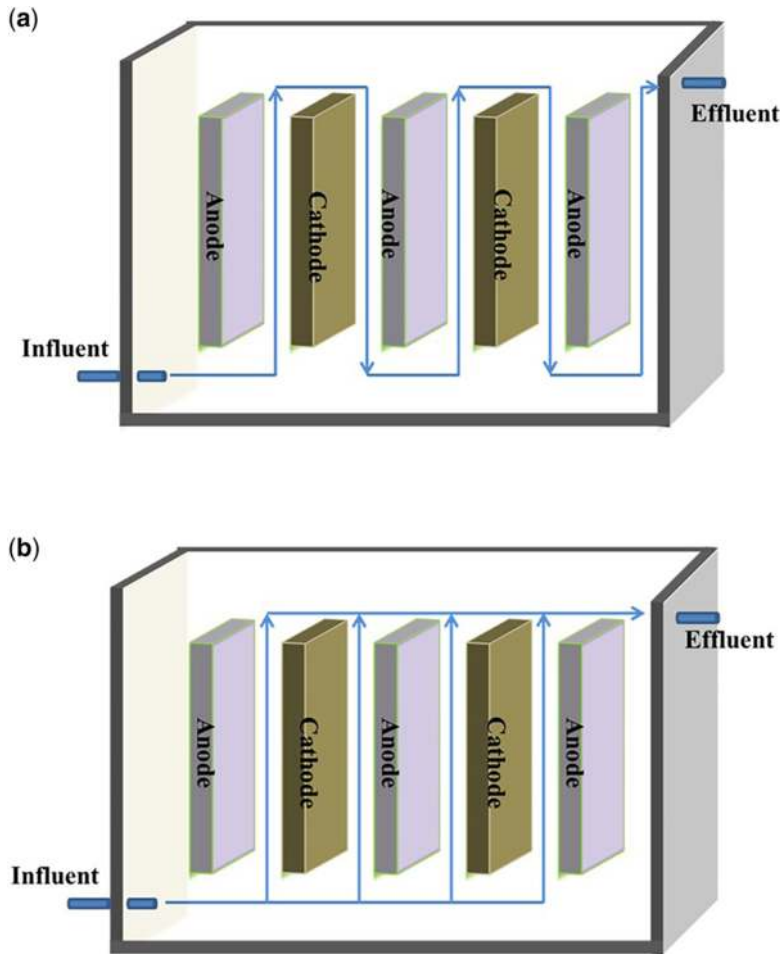 (a)
Effluent
Anode
Cathode
Anode
Cathode
Anode
Influent
(b)
Effluent
Anode
Cathode
Anode
Cathode
Anode
Influent